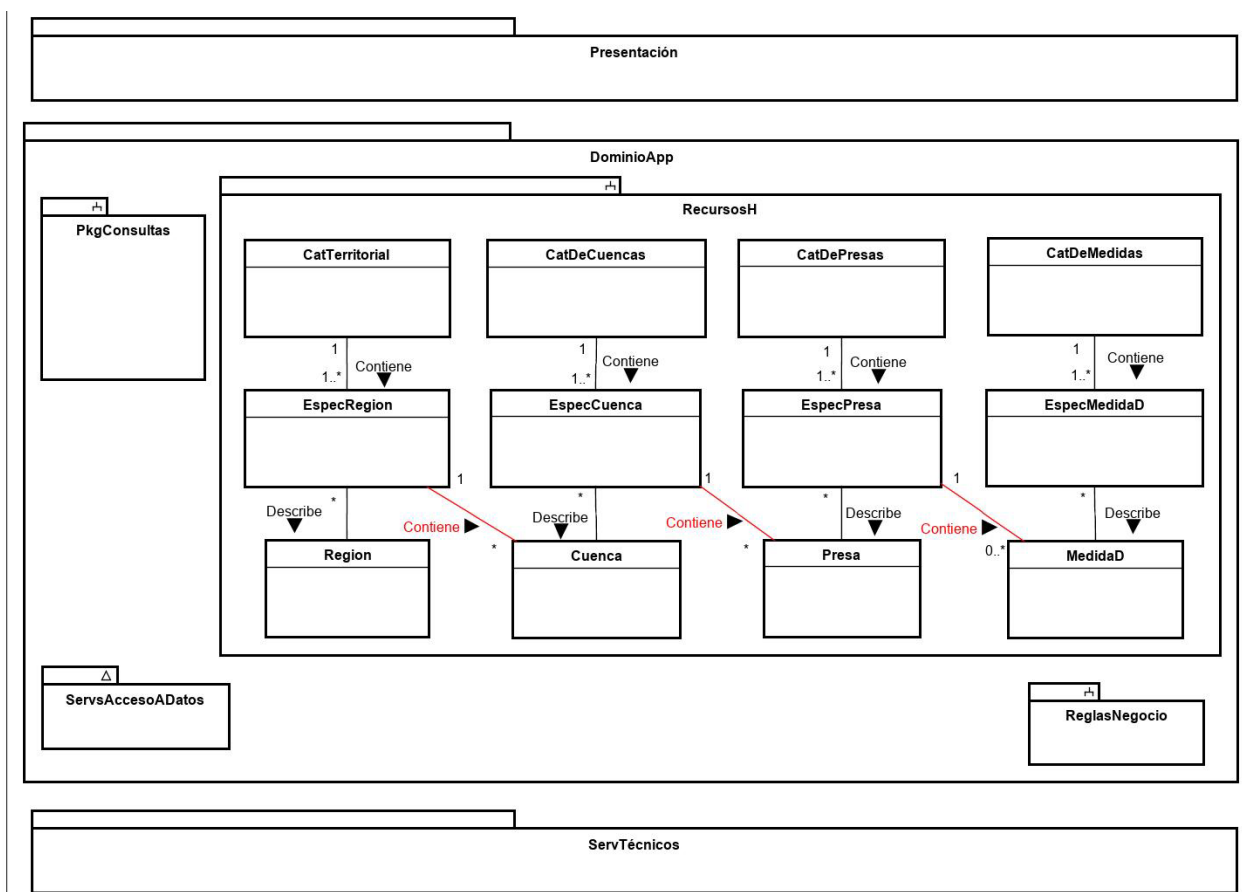 Presentación
DominioApp
PkgConsultas
RecursosH
CatTerritorial
CatDeCuencas
CatDePresas
CatDeMedidas
1
Contiene
1..*
1
Contiene
1..*
1
Contiene
1..*
1
Contiene
1..*
EspecRegion
EspecCuenca
EspecPresa
EspecMedidaD
*
Describe
1
Contiene
*
*
Describe
1
Contiene
*
*
Describe
1
Contiene
0..*
*
Describe
Region
Cuenca
Presa
MedidaD
ServsAccesoADatos
ReglasNegocio
ServTécnicos